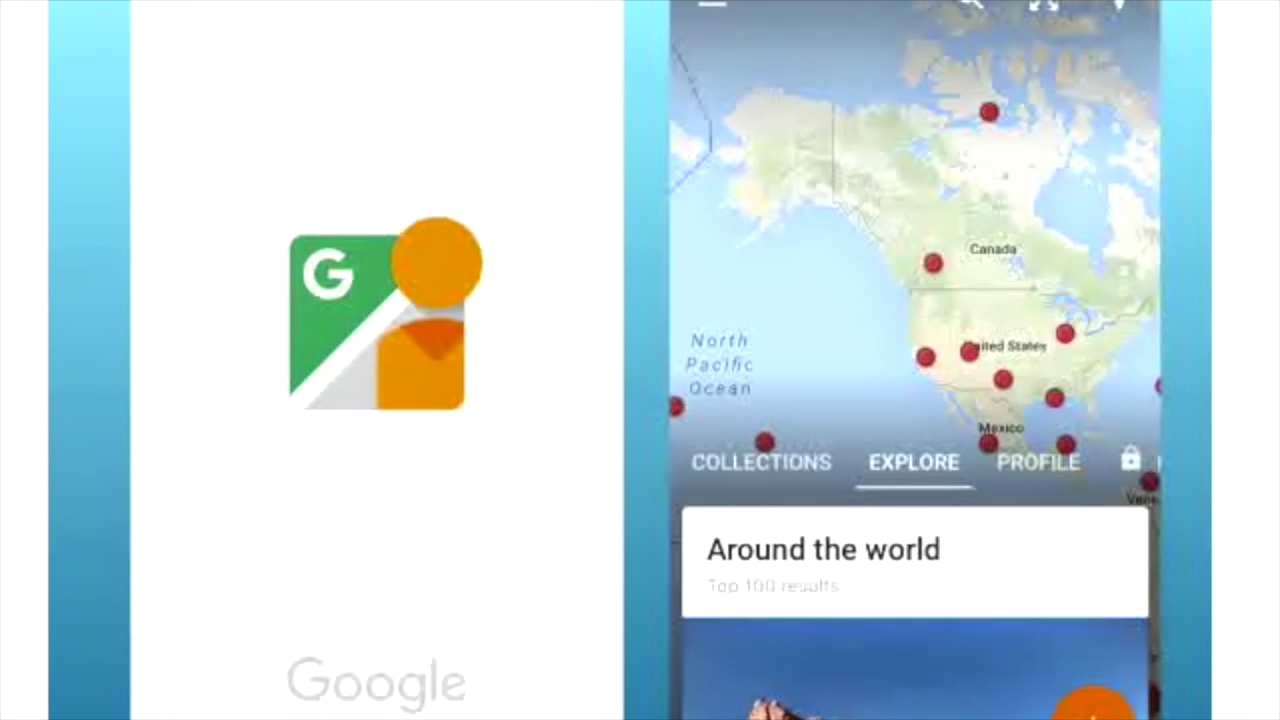 G
Google
Canada
United States
North
Pacific
Ocean
Mexico
COLLECTIONS
EXPLORE
PROFILE
Around the world
Top 100 results